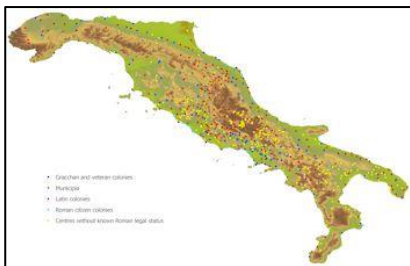 Gracchan and veteran colonies
Municipia
Latin colonies
Roman citizen colonies
Centres without known Roman legal status